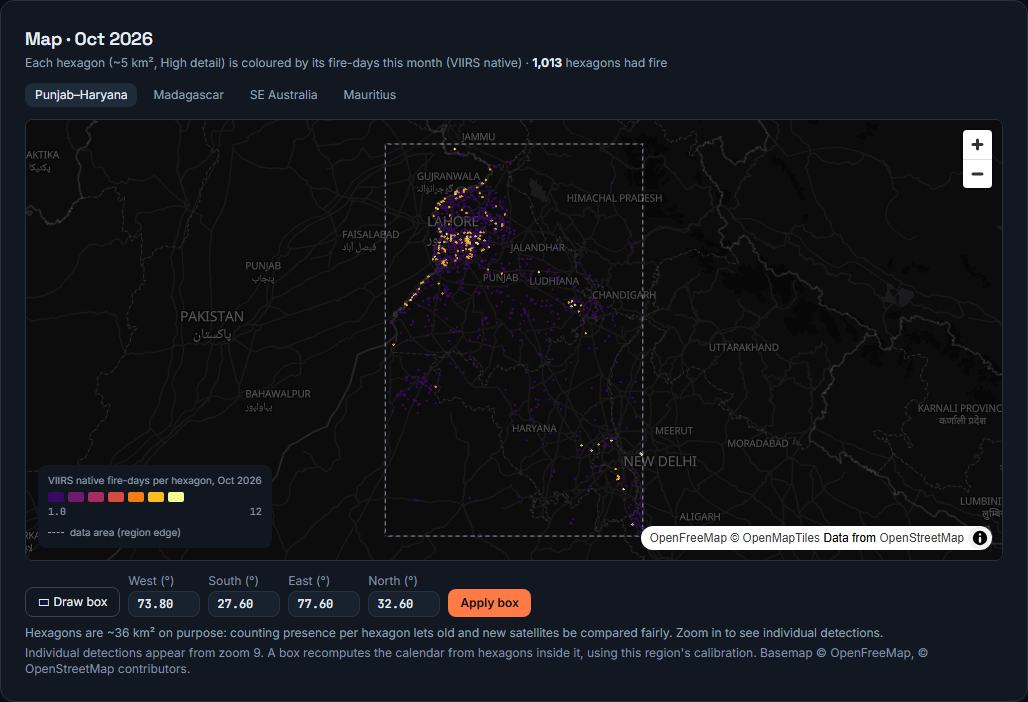 Map · Oct 2026
Each hexagon (~5 km², High detail) is coloured by its fire-days this month (VIIRS native) · 1,013 hexagons had fire
Punjab–Haryana Madagascar SE Australia Mauritius
JAMMU
AKTIKA
پکتیکا
GUJRANWALA
گوجرانوالہ
HIMACHAL PRADESH
LAHORE
FAISALABAD
فیصل آباد
JALANDHAR
PUNJAB
پنجاب
PUNJAB
LUDHIANA
CHANDIGARH
PAKISTAN
پاکستان
UTTARAKHAND
BAHAWALPUR
بہاولپور
KARNALI PROVINC
कर्णाली प्रदेश
HARYANA
MEERUT
MORADABAD
NEW DELHI
VIIRS native fire-days per hexagon, Oct 2026
1.0 12
---- data area (region edge)
LUMBINI
ALIGARH
OpenFreeMap © OpenMapTiles Data from OpenStreetMap
Draw box
West (°) South (°) East (°) North (°)
73.80 27.60 77.60 32.60
Apply box
Hexagons are ~36 km² on purpose: counting presence per hexagon lets old and new satellites be compared fairly. Zoom in to see individual detections.
Individual detections appear from zoom 9. A box recomputes the calendar from hexagons inside it, using this region's calibration. Basemap © OpenFreeMap, ©
OpenStreetMap contributors.